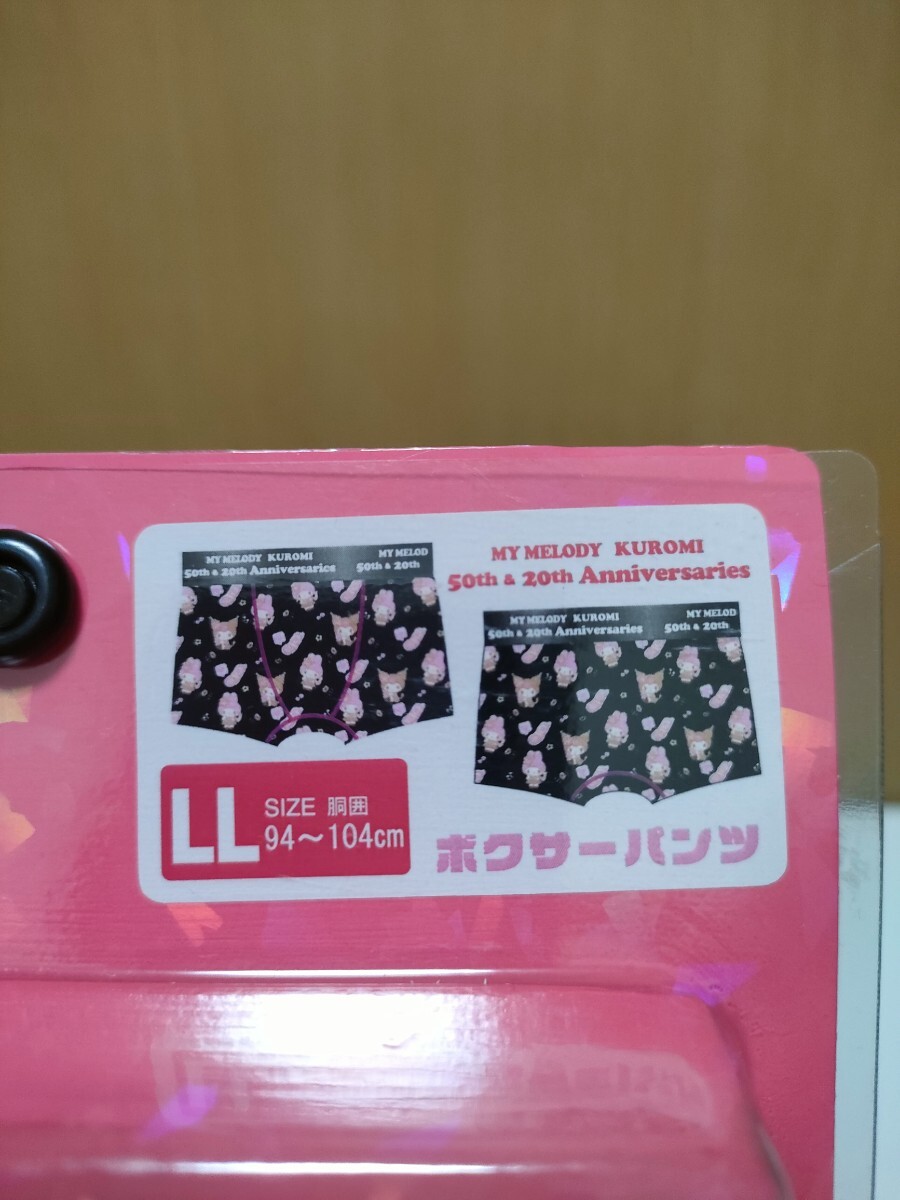 MY MELODY KUROMI
50th & 20th Anniversaries
MY MELOD
50th & 20th
MY MELODY KUROMI
50th & 20th Anniversaries
MY MELODY KUROMI
50th & 20th Anniversaries
MY MELOD
50th & 20th
LL
SIZE 胴囲
94～104cm
ボクサーパンツ